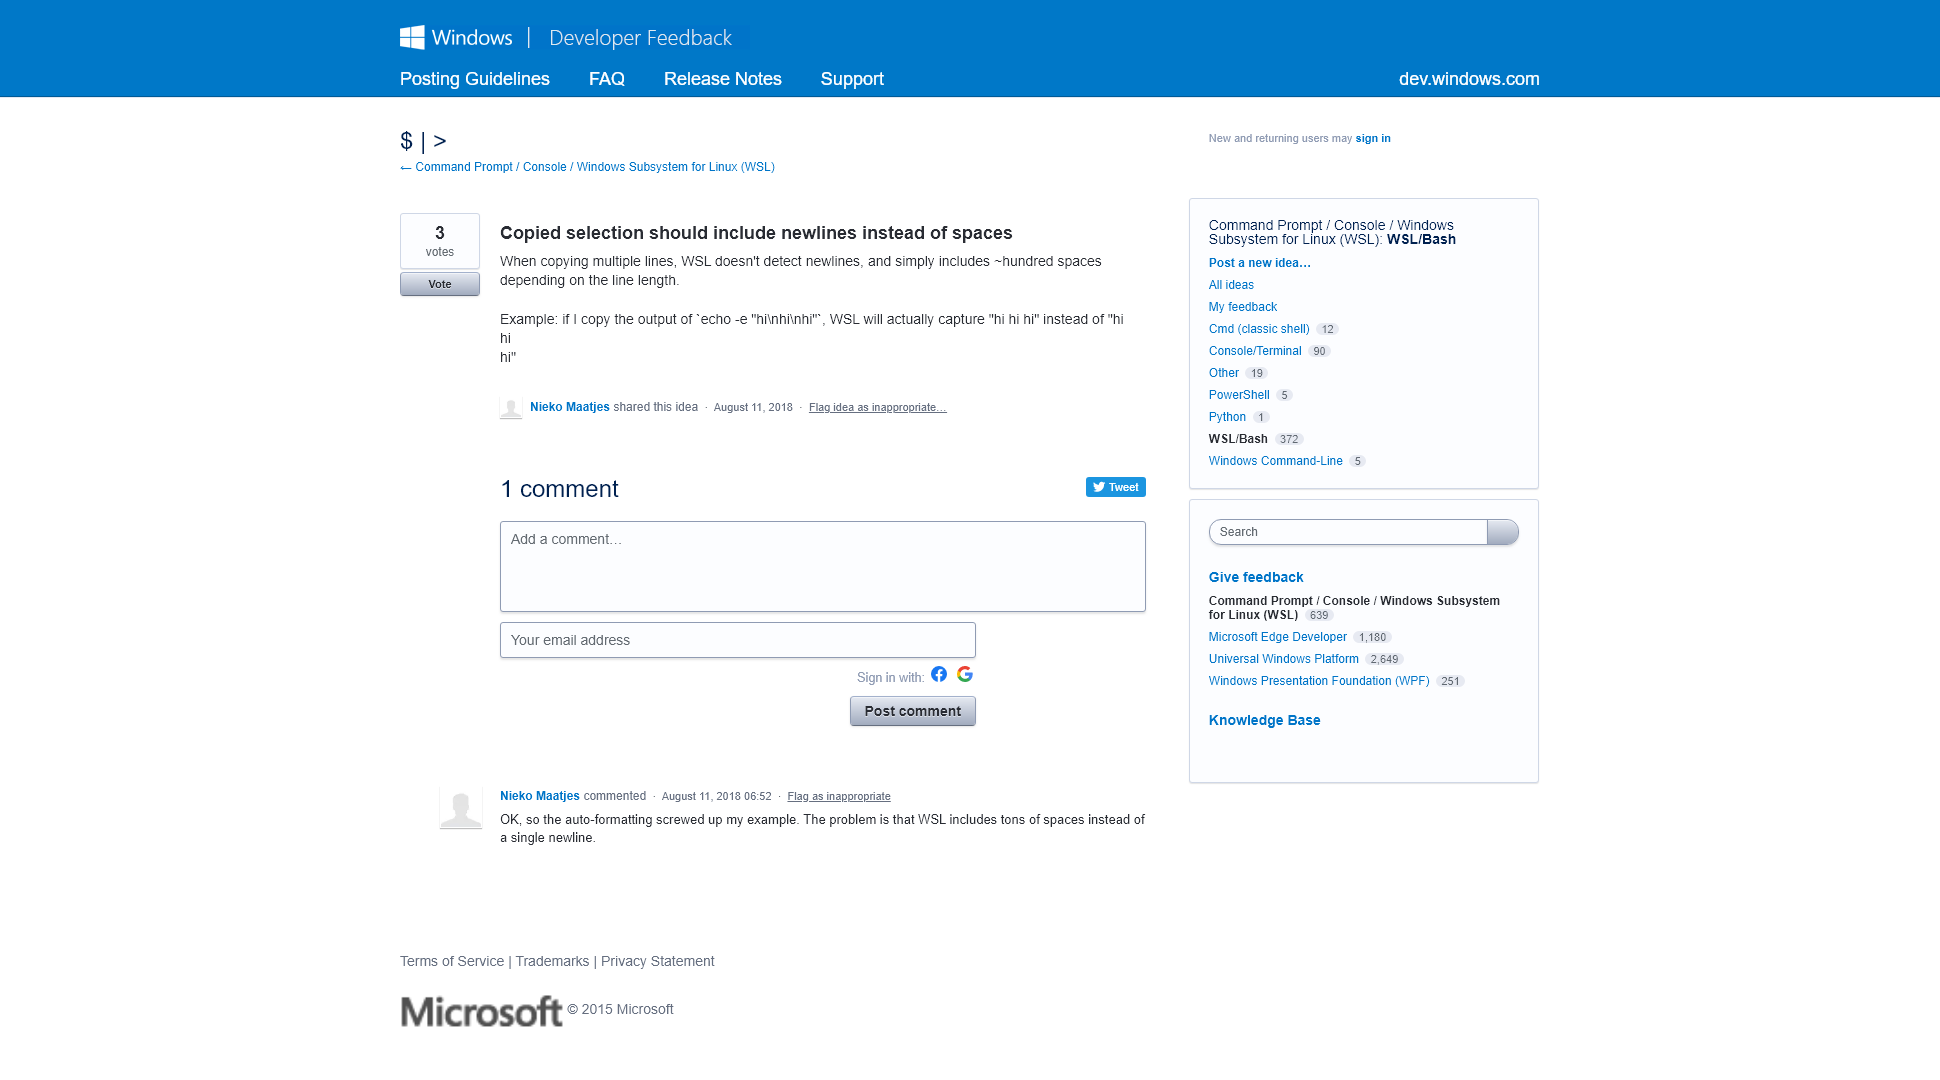 Windows | Developer Feedback
Posting Guidelines FAQ Release Notes Support dev.windows.com
$ | >
New and returning users may sign in
← Command Prompt / Console / Windows Subsystem for Linux (WSL)
3
votes
Vote
Copied selection should include newlines instead of spaces
When copying multiple lines, WSL doesn't detect newlines, and simply includes ~hundred spaces
depending on the line length.
Example: if I copy the output of `echo -e "hi\nhi\nhi"`, WSL will actually capture "hi hi hi" instead of "hi
hi
hi"
Nieko Maatjes shared this idea · August 11, 2018 · Flag idea as inappropriate…
1 comment
Tweet
Add a comment…
Your email address
Sign in with:
Post comment
Nieko Maatjes commented · August 11, 2018 06:52 · Flag as inappropriate
OK, so the auto-formatting screwed up my example. The problem is that WSL includes tons of spaces instead of
a single newline.
Command Prompt / Console / Windows
Subsystem for Linux (WSL): WSL/Bash
Post a new idea…
All ideas
My feedback
Cmd (classic shell) 12
Console/Terminal 90
Other 19
PowerShell 5
Python 1
WSL/Bash 372
Windows Command-Line 5
Search
Give feedback
Command Prompt / Console / Windows Subsystem
for Linux (WSL) 639
Microsoft Edge Developer 1,180
Universal Windows Platform 2,649
Windows Presentation Foundation (WPF) 251
Knowledge Base
Terms of Service | Trademarks | Privacy Statement
Microsoft © 2015 Microsoft